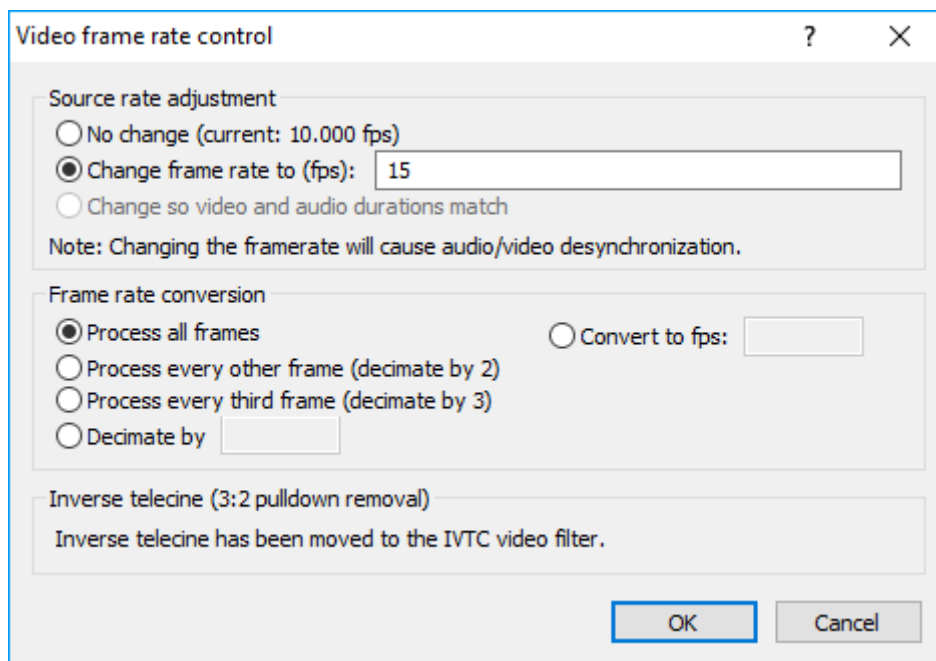 Video frame rate control
Source rate adjustment
No change (current: 10.000 fps)
Change frame rate to (fps): 15
Change so video and audio durations match
Note: Changing the framerate will cause audio/video desynchronization.
Frame rate conversion
Process all frames Convert to fps:
Process every other frame (decimate by 2)
Process every third frame (decimate by 3)
Decimate by
Inverse telecine (3:2 pulldown removal)
Inverse telecine has been moved to the IVTC video filter.
OK Cancel